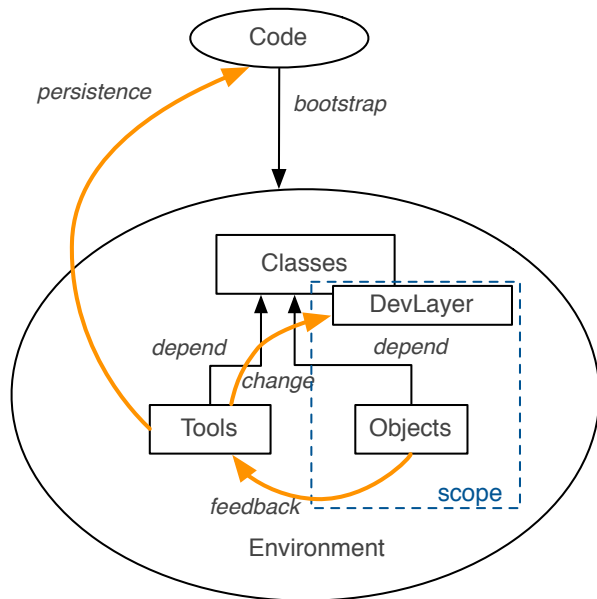 Code
persistence
bootstrap
Classes
DevLayer
depend
depend
change
Tools
Objects
scope
feedback
Environment